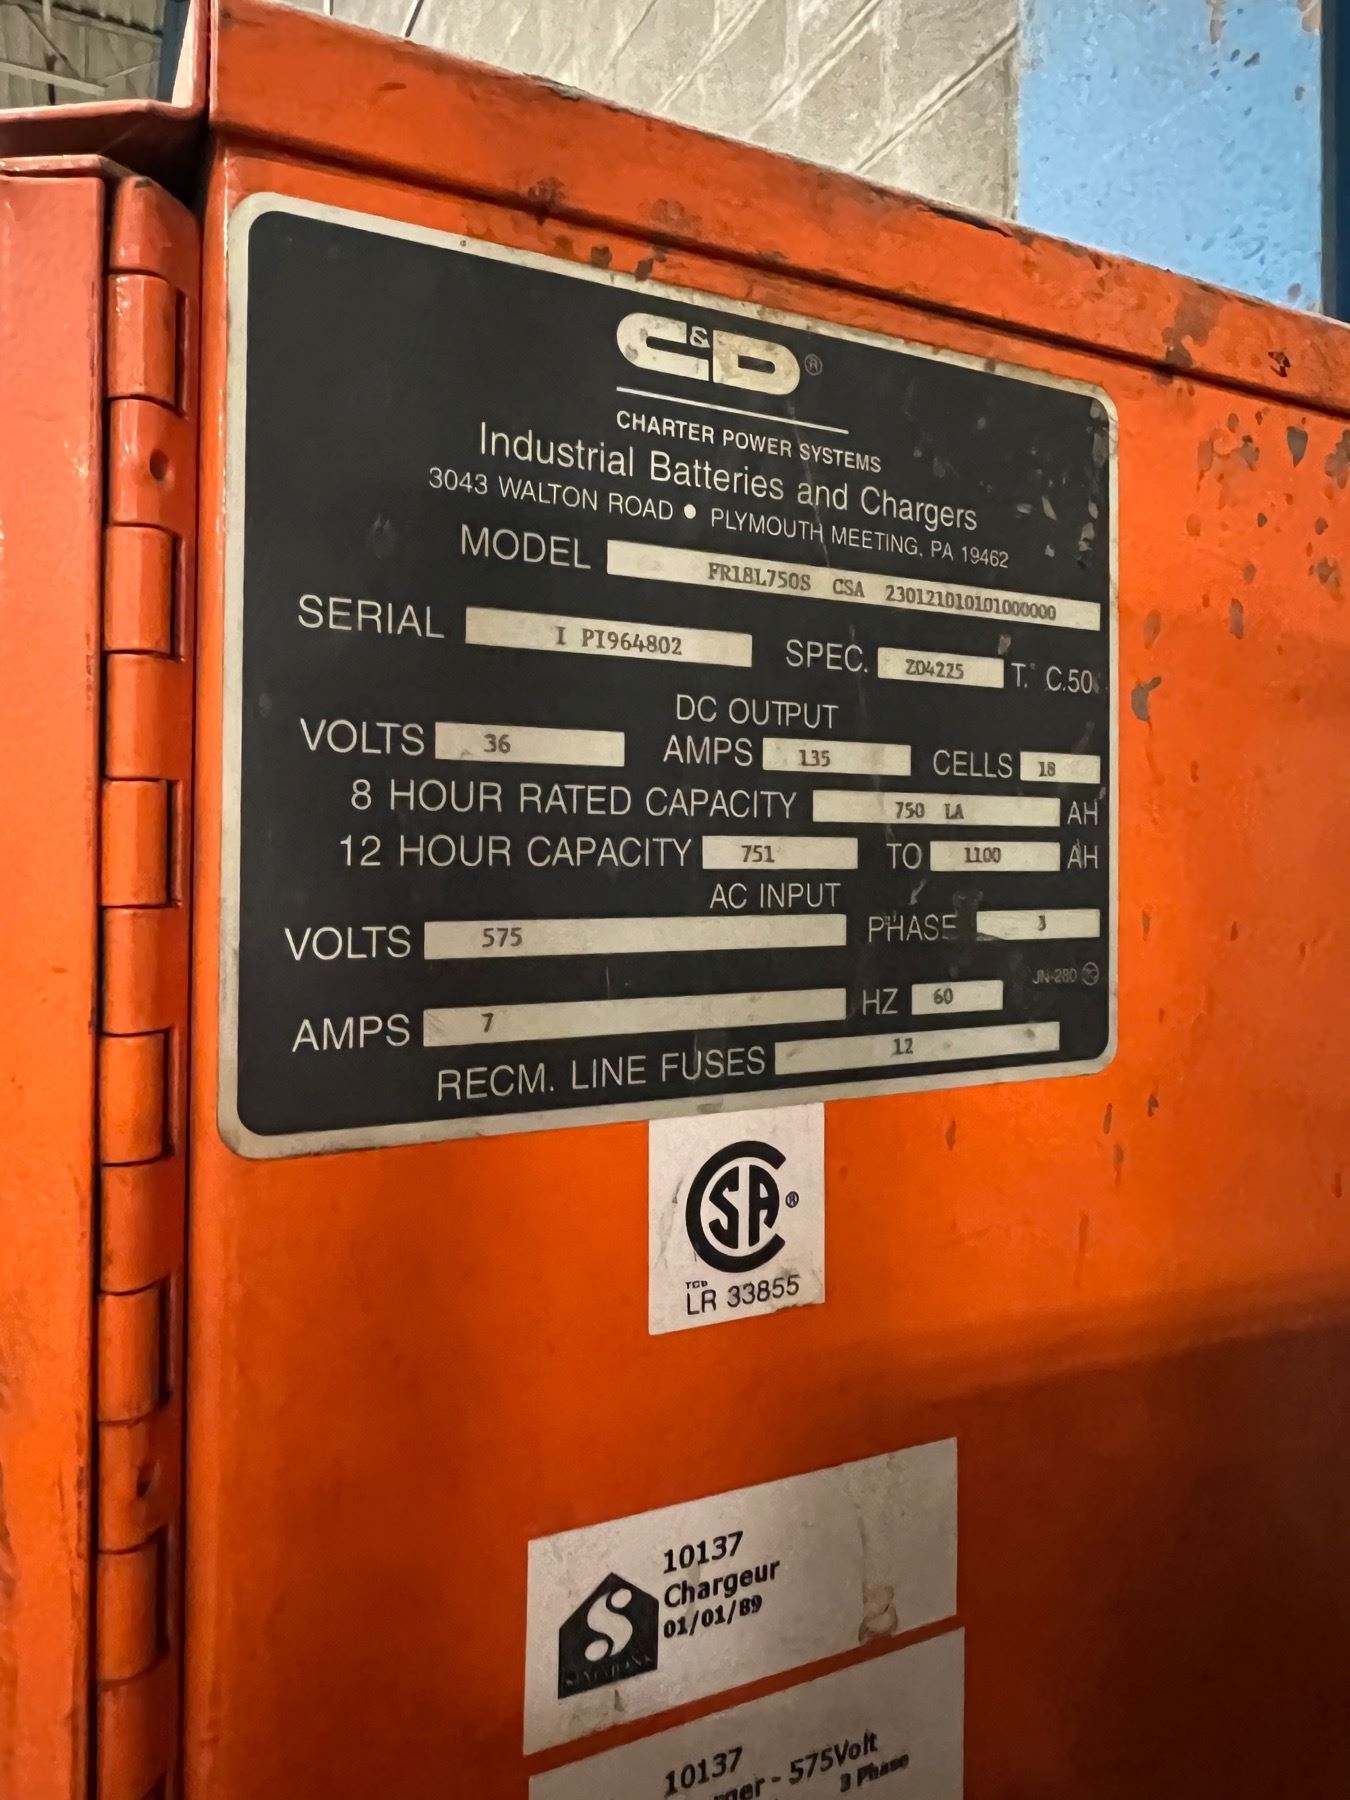 C&D ®
CHARTER POWER SYSTEMS
Industrial Batteries and Chargers
3043 WALTON ROAD • PLYMOUTH MEETING, PA 19462
MODEL FR18L750S CSA 230121010101000000
SERIAL I PI964802 SPEC. Z04225 T. C.50
DC OUTPUT
VOLTS 36 AMPS 135 CELLS 18
8 HOUR RATED CAPACITY 750 LA AH
12 HOUR CAPACITY 751 TO 1100 AH
AC INPUT
VOLTS 575 PHASE 3
JN-280
AMPS 7 HZ 60
RECM. LINE FUSES 12
CSA ®
LR 33855
10137
Chargeur
01/01/89
S
10137
- 575Volt
3 Phase